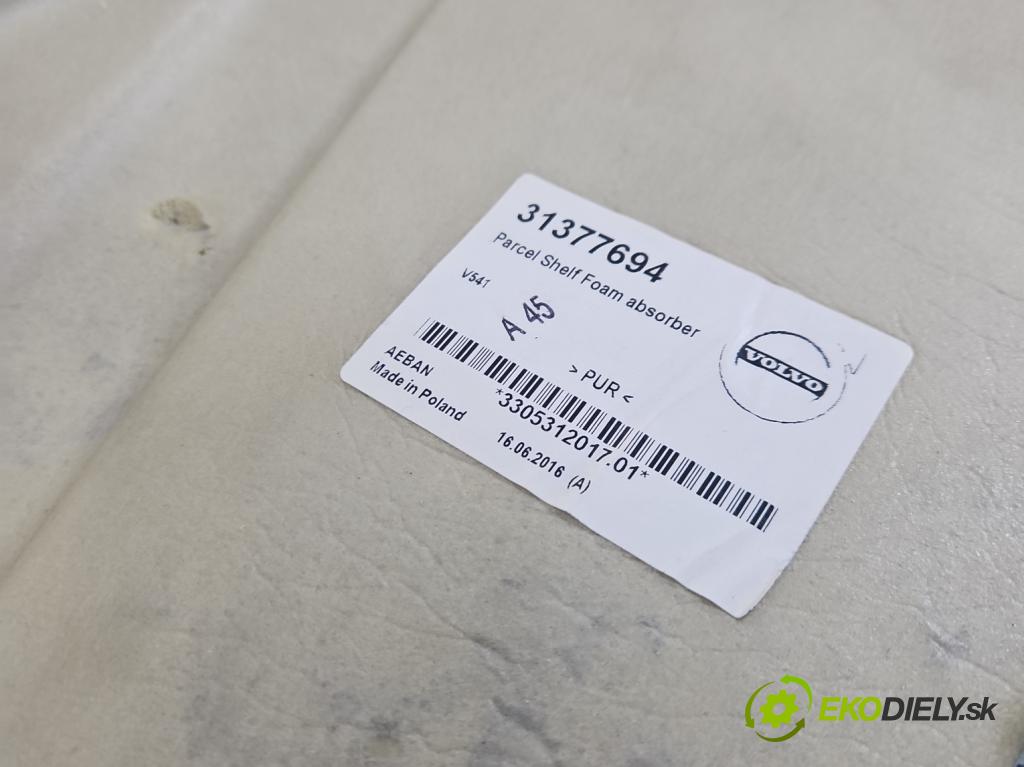 31377694
Parcel Shelf Foam absorber
V541
A 45
VOLVO
2
> PUR <
AEBAN
*3305312017.01*
Made in Poland
16.06.2016 (A)
EKODIELY.sk